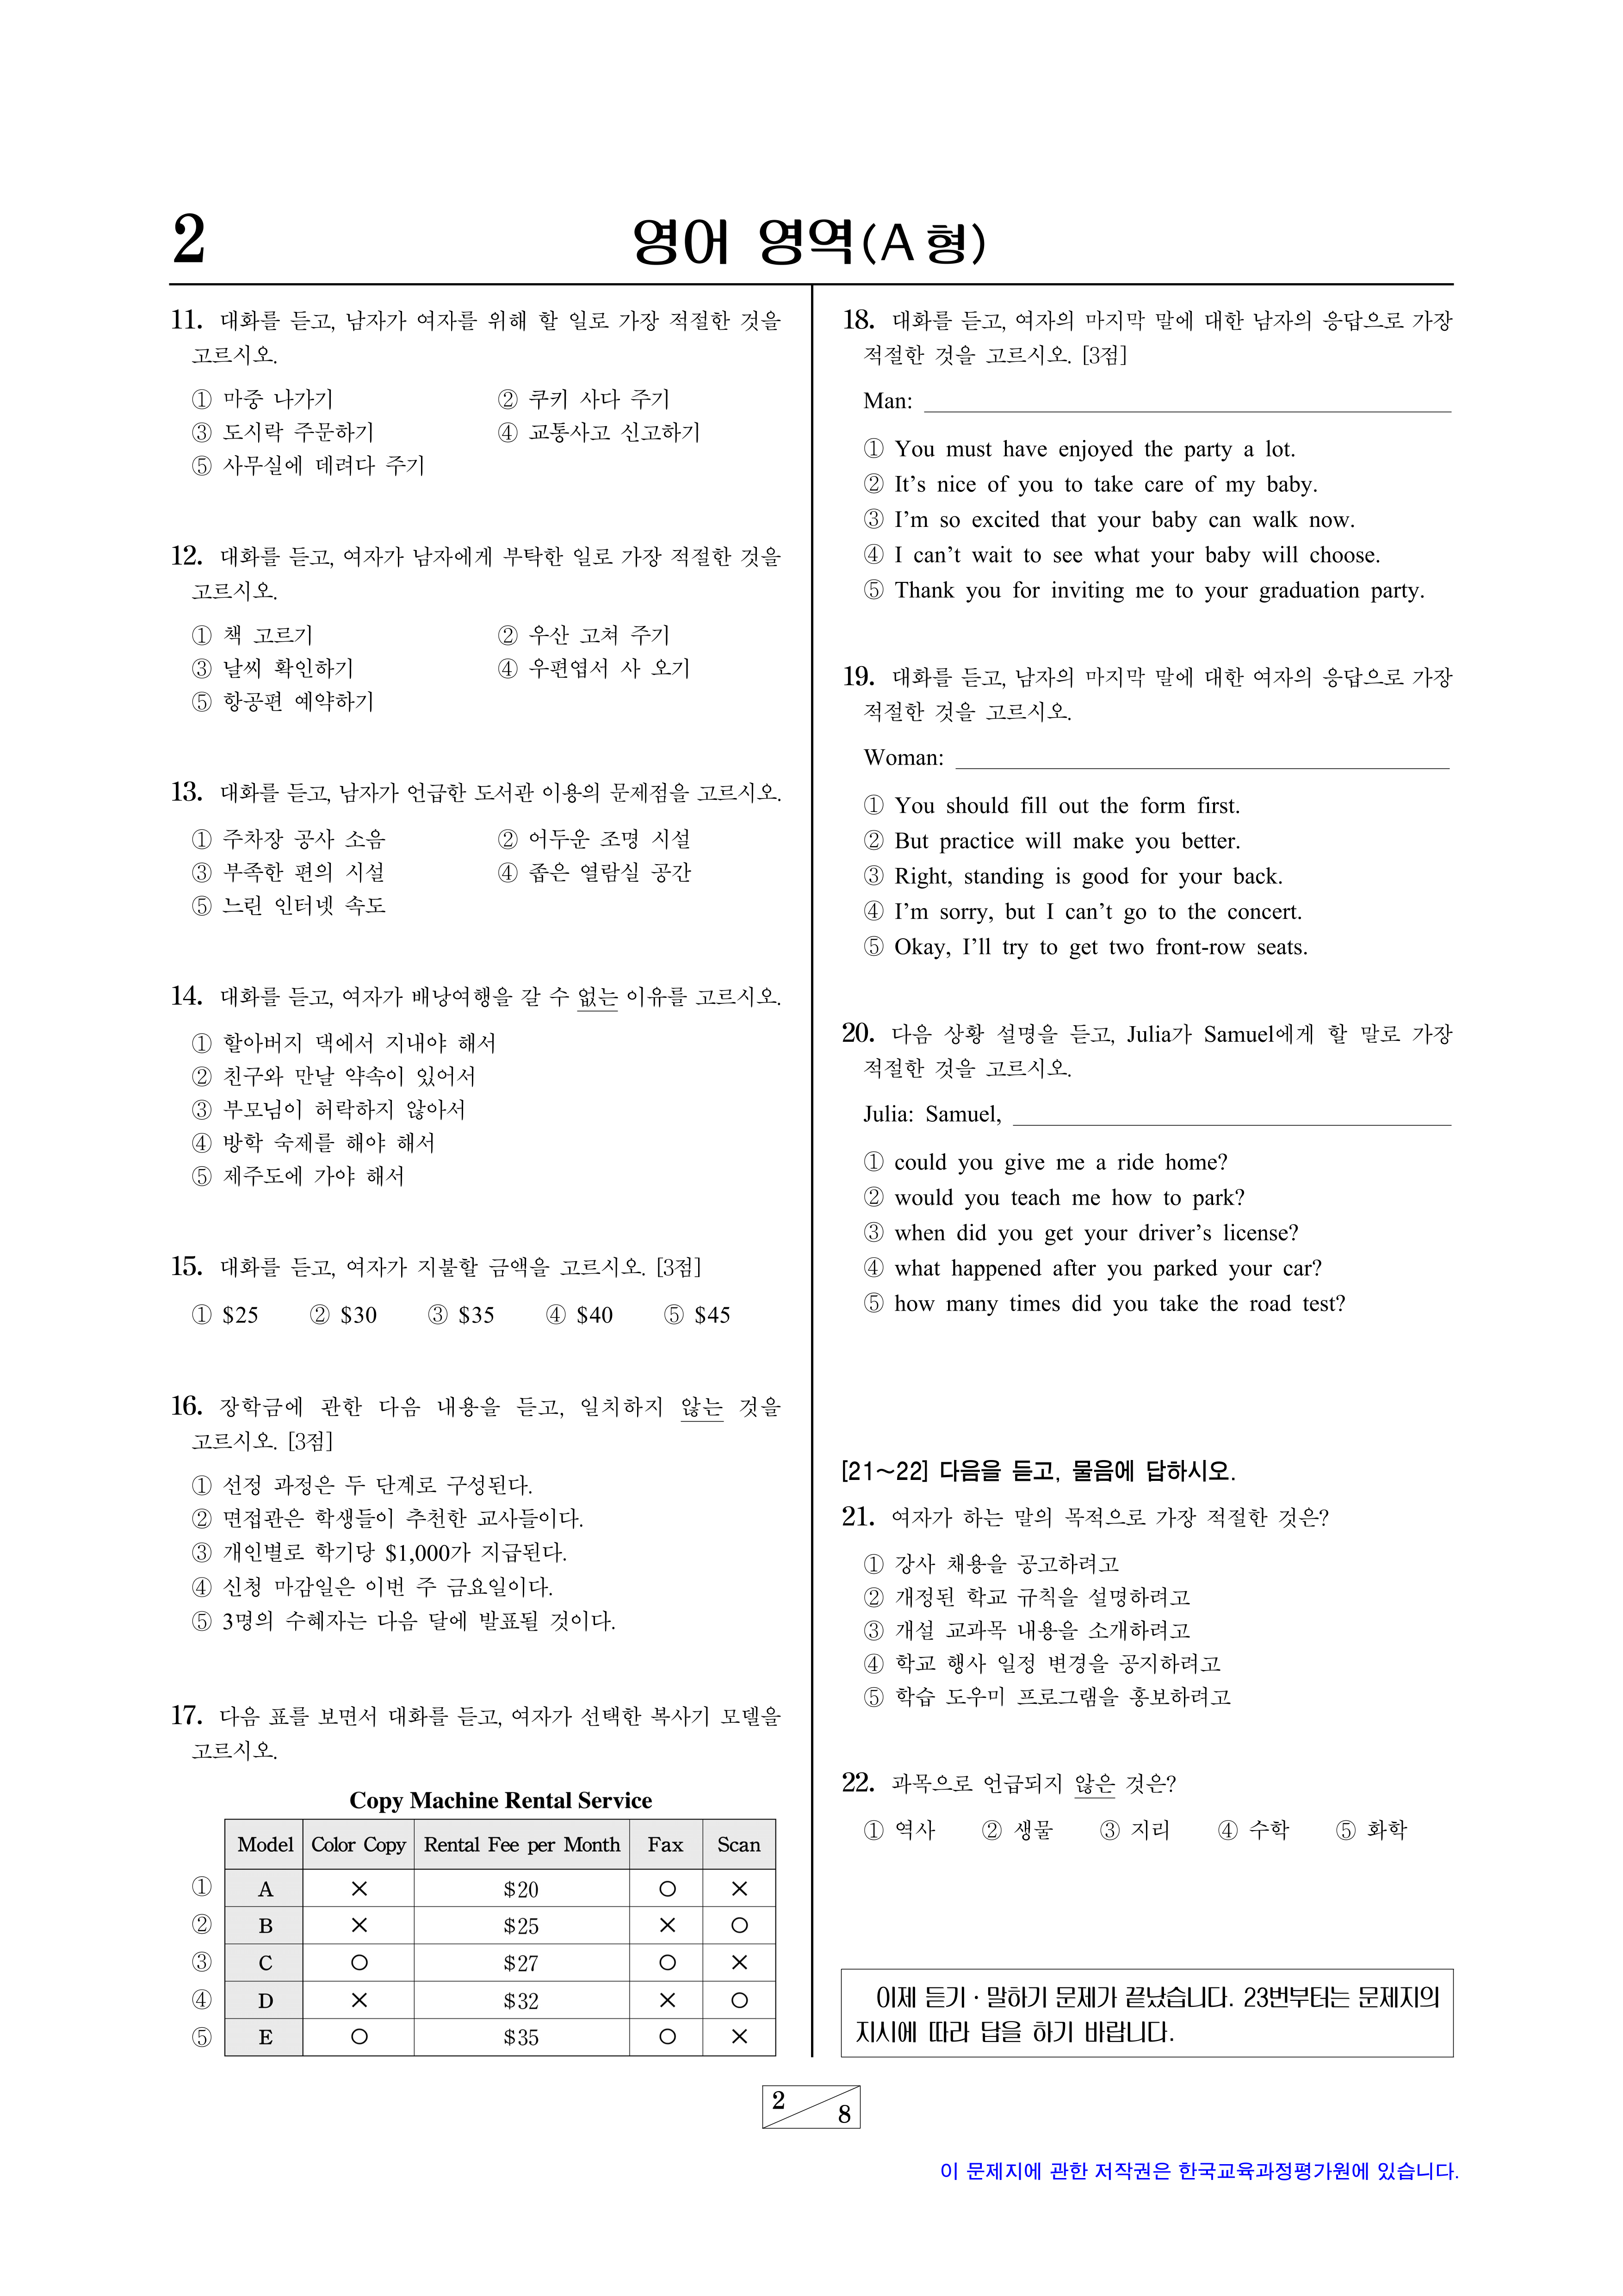 2
영어 영역(A 형)
11. 대화를 듣고, 남자가 여자를 위해 할 일로 가장 적절한 것을
고르시오.
① 마중 나가기 ② 쿠키 사다 주기
③ 도시락 주문하기 ④ 교통사고 신고하기
⑤ 사무실에 데려다 주기
12. 대화를 듣고, 여자가 남자에게 부탁한 일로 가장 적절한 것을
고르시오.
① 책 고르기 ② 우산 고쳐 주기
③ 날씨 확인하기 ④ 우편엽서 사 오기
⑤ 항공편 예약하기
13. 대화를 듣고, 남자가 언급한 도서관 이용의 문제점을 고르시오.
① 주차장 공사 소음 ② 어두운 조명 시설
③ 부족한 편의 시설 ④ 좁은 열람실 공간
⑤ 느린 인터넷 속도
14. 대화를 듣고, 여자가 배낭여행을 갈 수 없는 이유를 고르시오.
① 할아버지 댁에서 지내야 해서
② 친구와 만날 약속이 있어서
③ 부모님이 허락하지 않아서
④ 방학 숙제를 해야 해서
⑤ 제주도에 가야 해서
15. 대화를 듣고, 여자가 지불할 금액을 고르시오. [3점]
① $25 ② $30 ③ $35 ④ $40 ⑤ $45
16. 장학금에 관한 다음 내용을 듣고, 일치하지 않는 것을
고르시오. [3점]
① 선정 과정은 두 단계로 구성된다.
② 면접관은 학생들이 추천한 교사들이다.
③ 개인별로 학기당 $1,000가 지급된다.
④ 신청 마감일은 이번 주 금요일이다.
⑤ 3명의 수혜자는 다음 달에 발표될 것이다.
17. 다음 표를 보면서 대화를 듣고, 여자가 선택한 복사기 모델을
고르시오.
Copy Machine Rental Service
Model Color Copy Rental Fee per Month Fax Scan
① A × $20 ○ ×
② B × $25 × ○
③ C ○ $27 ○ ×
④ D × $32 × ○
⑤ E ○ $35 ○ ×
18. 대화를 듣고, 여자의 마지막 말에 대한 남자의 응답으로 가장
적절한 것을 고르시오. [3점]
Man:
① You must have enjoyed the party a lot.
② It's nice of you to take care of my baby.
③ I'm so excited that your baby can walk now.
④ I can't wait to see what your baby will choose.
⑤ Thank you for inviting me to your graduation party.
19. 대화를 듣고, 남자의 마지막 말에 대한 여자의 응답으로 가장
적절한 것을 고르시오.
Woman:
① You should fill out the form first.
② But practice will make you better.
③ Right, standing is good for your back.
④ I'm sorry, but I can't go to the concert.
⑤ Okay, I'll try to get two front-row seats.
20. 다음 상황 설명을 듣고, Julia가 Samuel에게 할 말로 가장
적절한 것을 고르시오.
Julia: Samuel,
① could you give me a ride home?
② would you teach me how to park?
③ when did you get your driver's license?
④ what happened after you parked your car?
⑤ how many times did you take the road test?
[21~22] 다음을 듣고, 물음에 답하시오.
21. 여자가 하는 말의 목적으로 가장 적절한 것은?
① 강사 채용을 공고하려고
② 개정된 학교 규칙을 설명하려고
③ 개설 교과목 내용을 소개하려고
④ 학교 행사 일정 변경을 공지하려고
⑤ 학습 도우미 프로그램을 홍보하려고
22. 과목으로 언급되지 않은 것은?
① 역사 ② 생물 ③ 지리 ④ 수학 ⑤ 화학
이제 듣기·말하기 문제가 끝났습니다. 23번부터는 문제지의
지시에 따라 답을 하기 바랍니다.
2
8
이 문제지에 관한 저작권은 한국교육과정평가원에 있습니다.